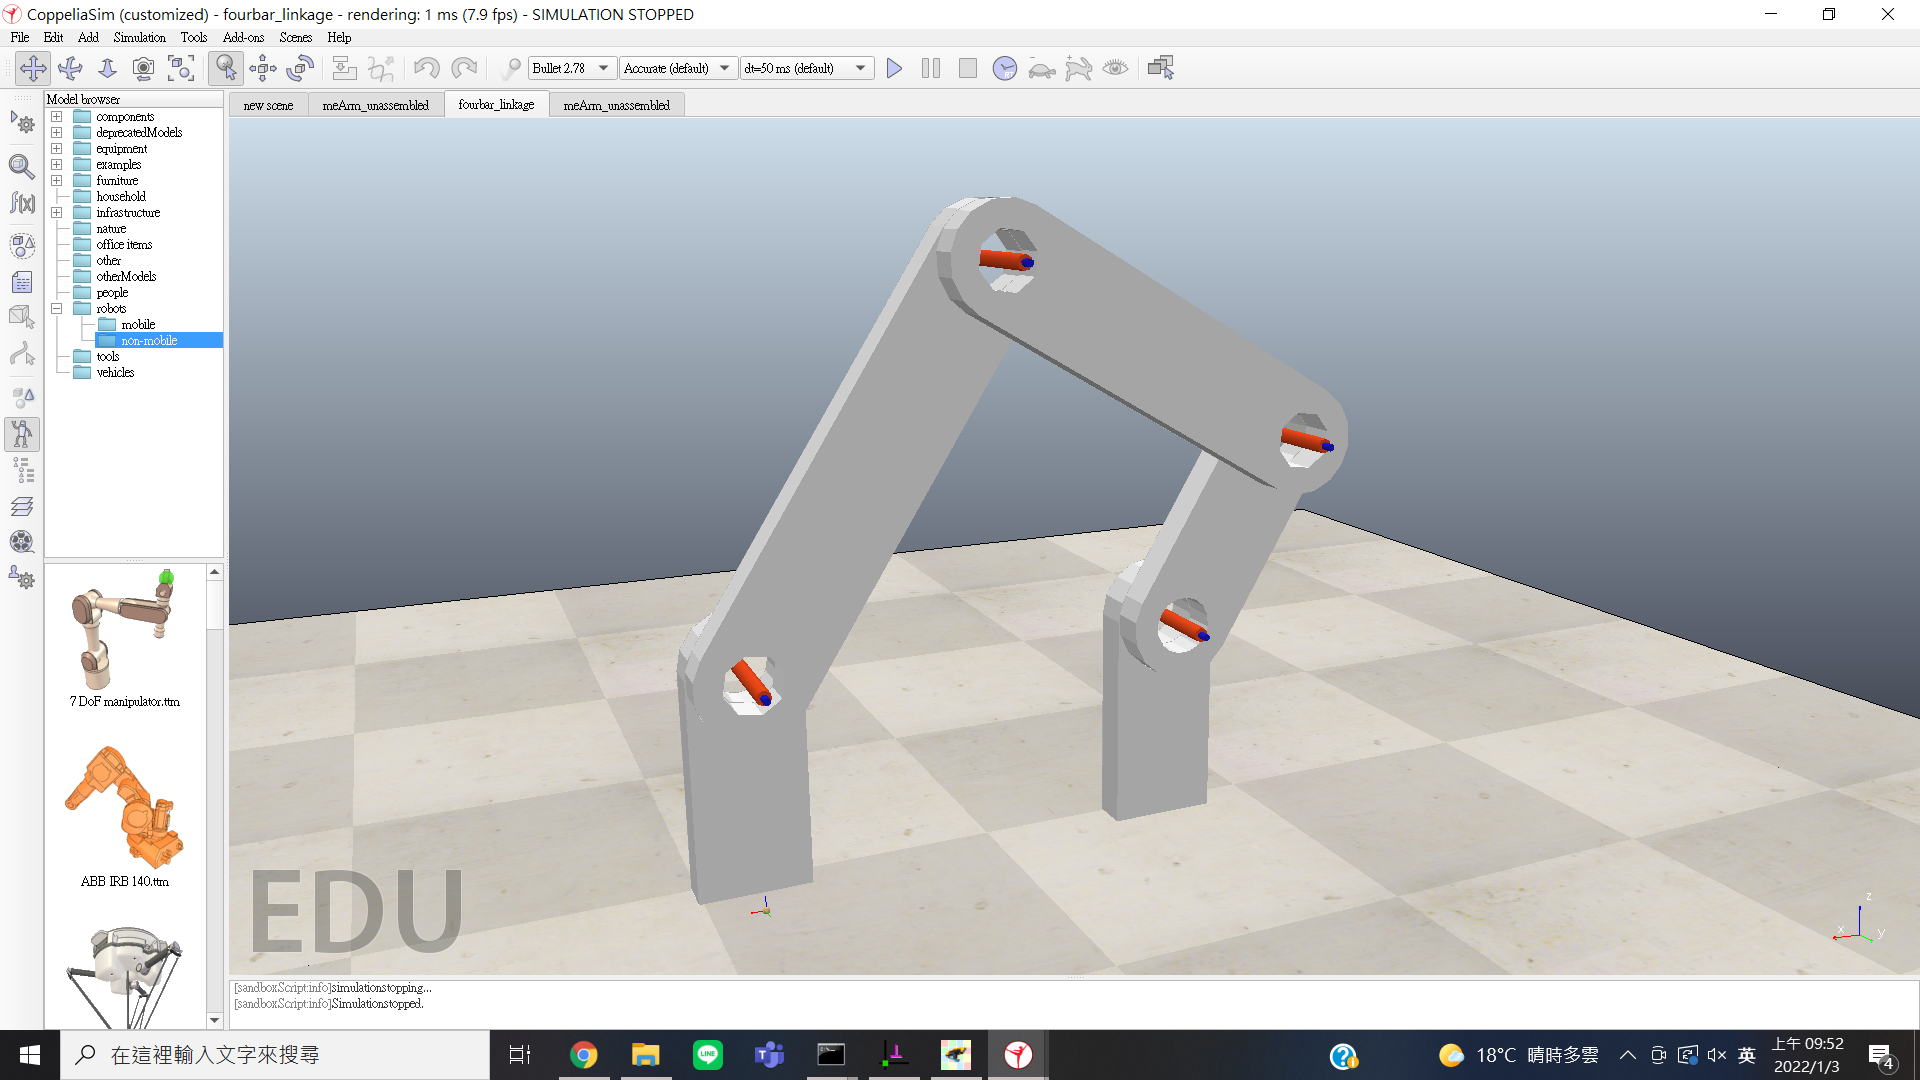 CoppeliaSim (customized) - fourbar_linkage - rendering: 1 ms (7.9 fps) - SIMULATION STOPPED
File Edit Add Simulation Tools Add-ons Scenes Help
Bullet 2.78 Accurate (default) dt=50 ms (default)
RT
Model browser
new scene meArm_unassembled fourbar_linkage meArm_unassembled
components
deprecatedModels
equipment
examples
furniture
household
infrastructure
nature
office items
other
otherModels
people
robots
mobile
non-mobile
tools
vehicles
f(x)
7 DoF manipulator.ttm
ABB IRB 140.ttm
EDU
z
x
y
[sandboxScript:info]simulationstopping...
[sandboxScript:info]Simulationstopped.
在這裡輸入文字來搜尋
LINE
18°C 晴時多雲
英
上午 09:52
2022/1/3
4